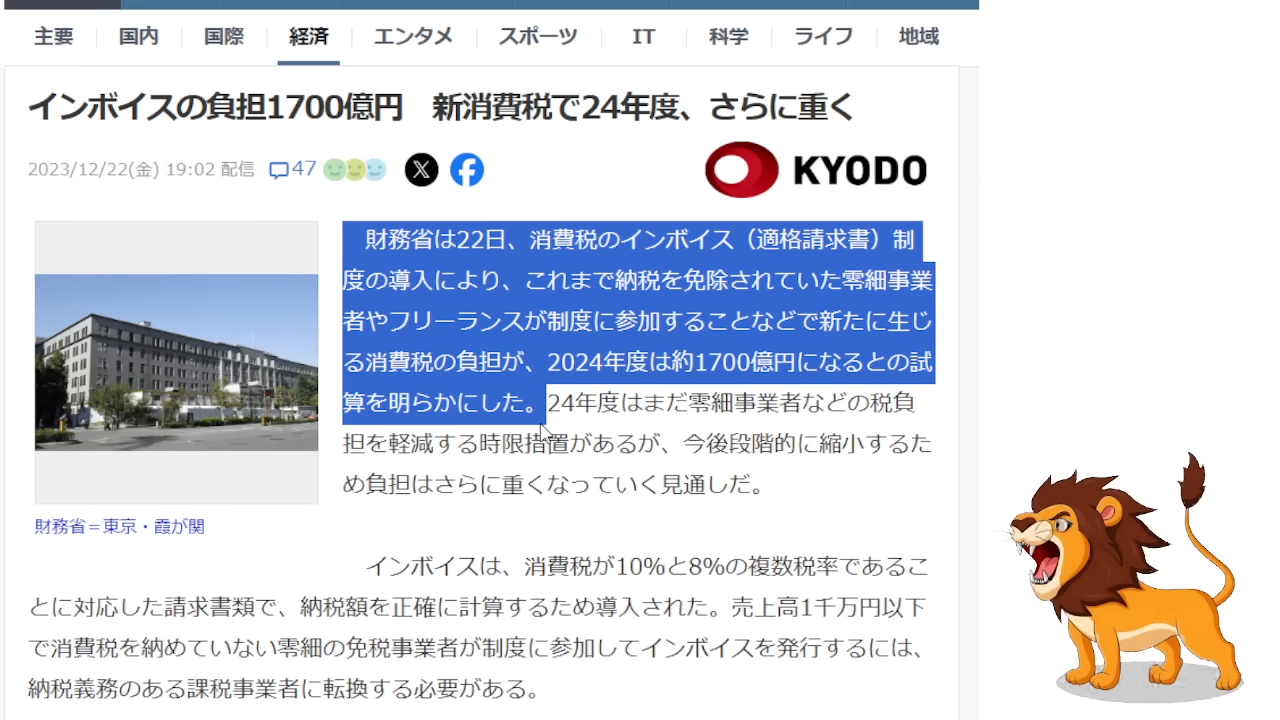 主要 国内 国際 経済 エンタメ スポーツ IT 科学 ライフ 地域
インボイスの負担1700億円　新消費税で24年度、さらに重く
2023/12/22(金) 19:02 配信 47
KYODO
財務省は22日、消費税のインボイス（適格請求書）制
度の導入により、これまで納税を免除されていた零細事業
者やフリーランスが制度に参加することなどで新たに生じ
る消費税の負担が、2024年度は約1700億円になるとの試
算を明らかにした。24年度はまだ零細事業者などの税負
担を軽減する時限措置があるが、今後段階的に縮小するた
め負担はさらに重くなっていく見通しだ。
財務省＝東京・霞が関
インボイスは、消費税が10%と8%の複数税率であるこ
とに対応した請求書類で、納税額を正確に計算するため導入された。売上高1千万円以下
で消費税を納めていない零細の免税事業者が制度に参加してインボイスを発行するには、
納税義務のある課税事業者に転換する必要がある。